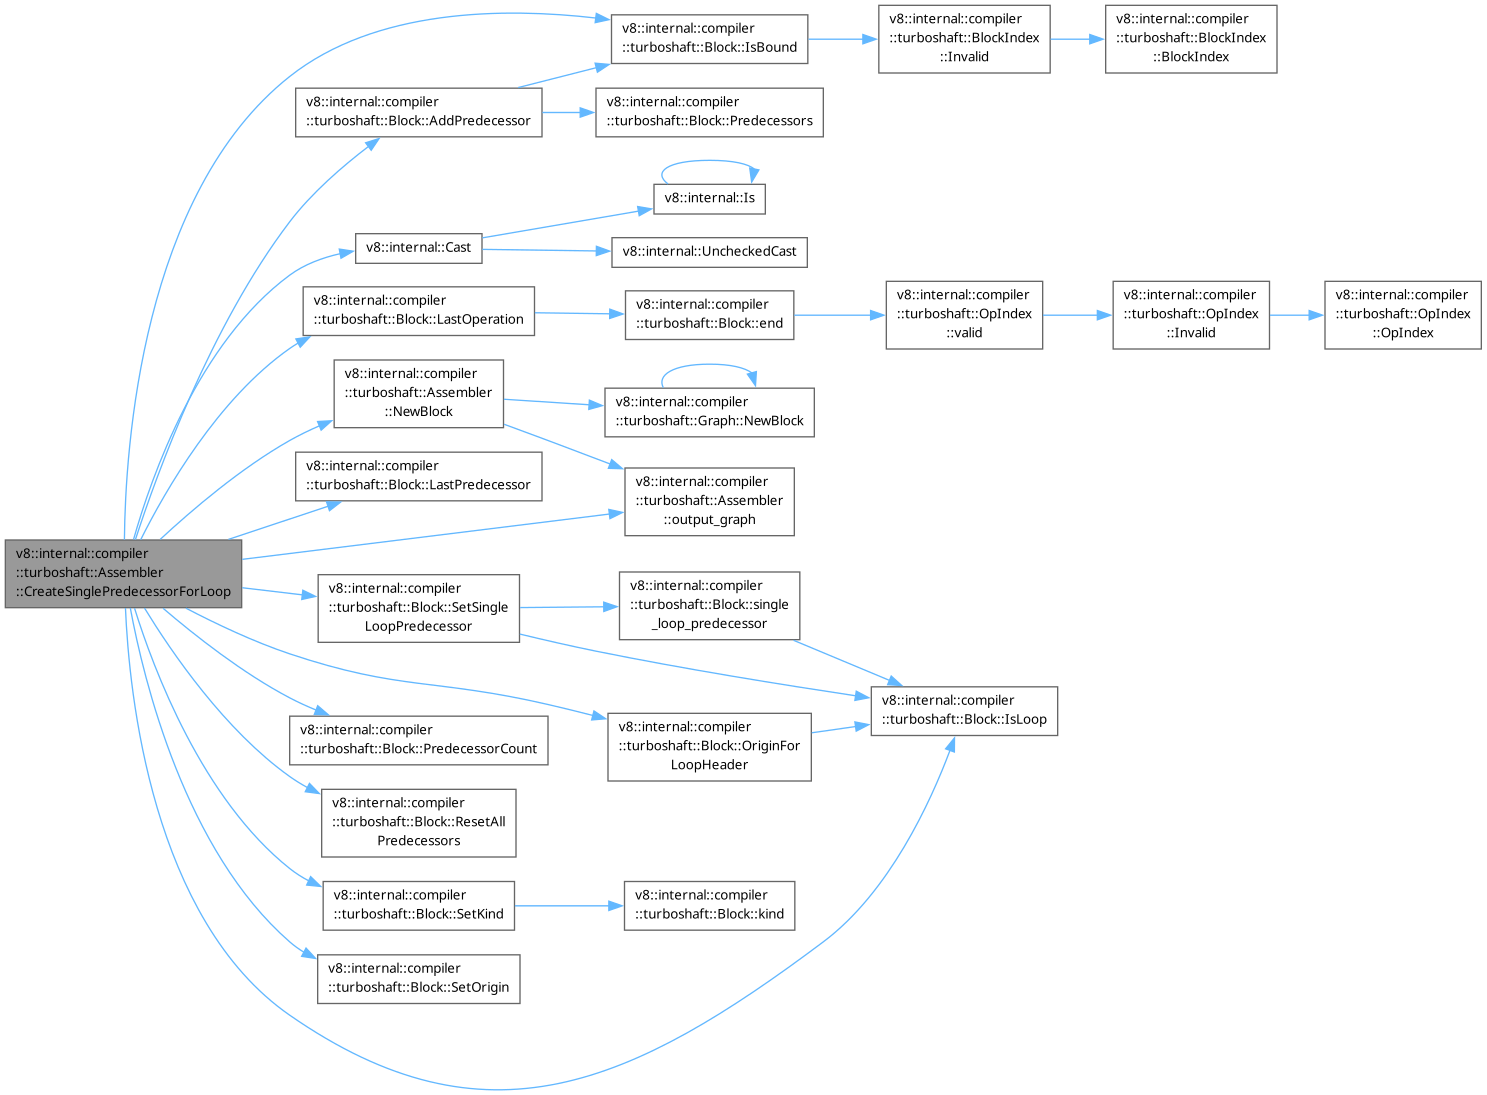 v8::internal::compiler
::turboshaft::Assembler
::CreateSinglePredecessorForLoop
v8::internal::compiler
::turboshaft::Block::IsBound
v8::internal::compiler
::turboshaft::BlockIndex
::Invalid
v8::internal::compiler
::turboshaft::BlockIndex
::BlockIndex
v8::internal::compiler
::turboshaft::Block::AddPredecessor
v8::internal::compiler
::turboshaft::Block::Predecessors
v8::internal::Cast
v8::internal::Is
v8::internal::UncheckedCast
v8::internal::compiler
::turboshaft::Block::LastOperation
v8::internal::compiler
::turboshaft::Block::end
v8::internal::compiler
::turboshaft::OpIndex
::valid
v8::internal::compiler
::turboshaft::OpIndex
::Invalid
v8::internal::compiler
::turboshaft::OpIndex
::OpIndex
v8::internal::compiler
::turboshaft::Assembler
::NewBlock
v8::internal::compiler
::turboshaft::Graph::NewBlock
v8::internal::compiler
::turboshaft::Assembler
::output_graph
v8::internal::compiler
::turboshaft::Block::LastPredecessor
v8::internal::compiler
::turboshaft::Block::SetSingle
LoopPredecessor
v8::internal::compiler
::turboshaft::Block::single
_loop_predecessor
v8::internal::compiler
::turboshaft::Block::IsLoop
v8::internal::compiler
::turboshaft::Block::PredecessorCount
v8::internal::compiler
::turboshaft::Block::OriginFor
LoopHeader
v8::internal::compiler
::turboshaft::Block::ResetAll
Predecessors
v8::internal::compiler
::turboshaft::Block::SetKind
v8::internal::compiler
::turboshaft::Block::kind
v8::internal::compiler
::turboshaft::Block::SetOrigin